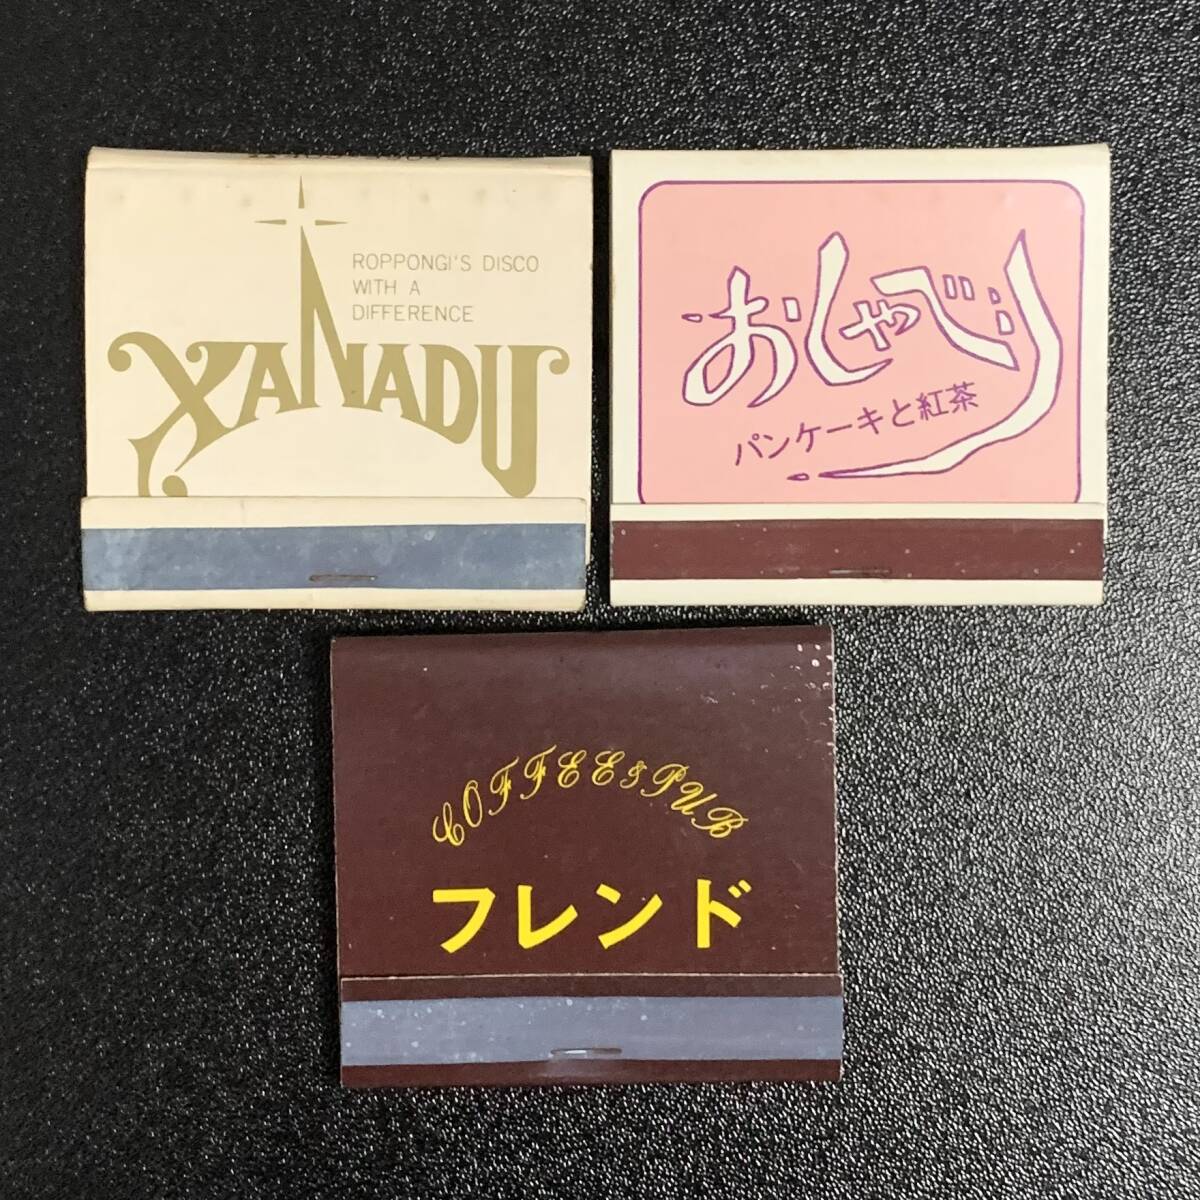 ROPPONGI'S DISCO
WITH A
DIFFERENCE
XANADU
おしゃべり
パンケーキと紅茶
COFFEE & PUB
フレンド